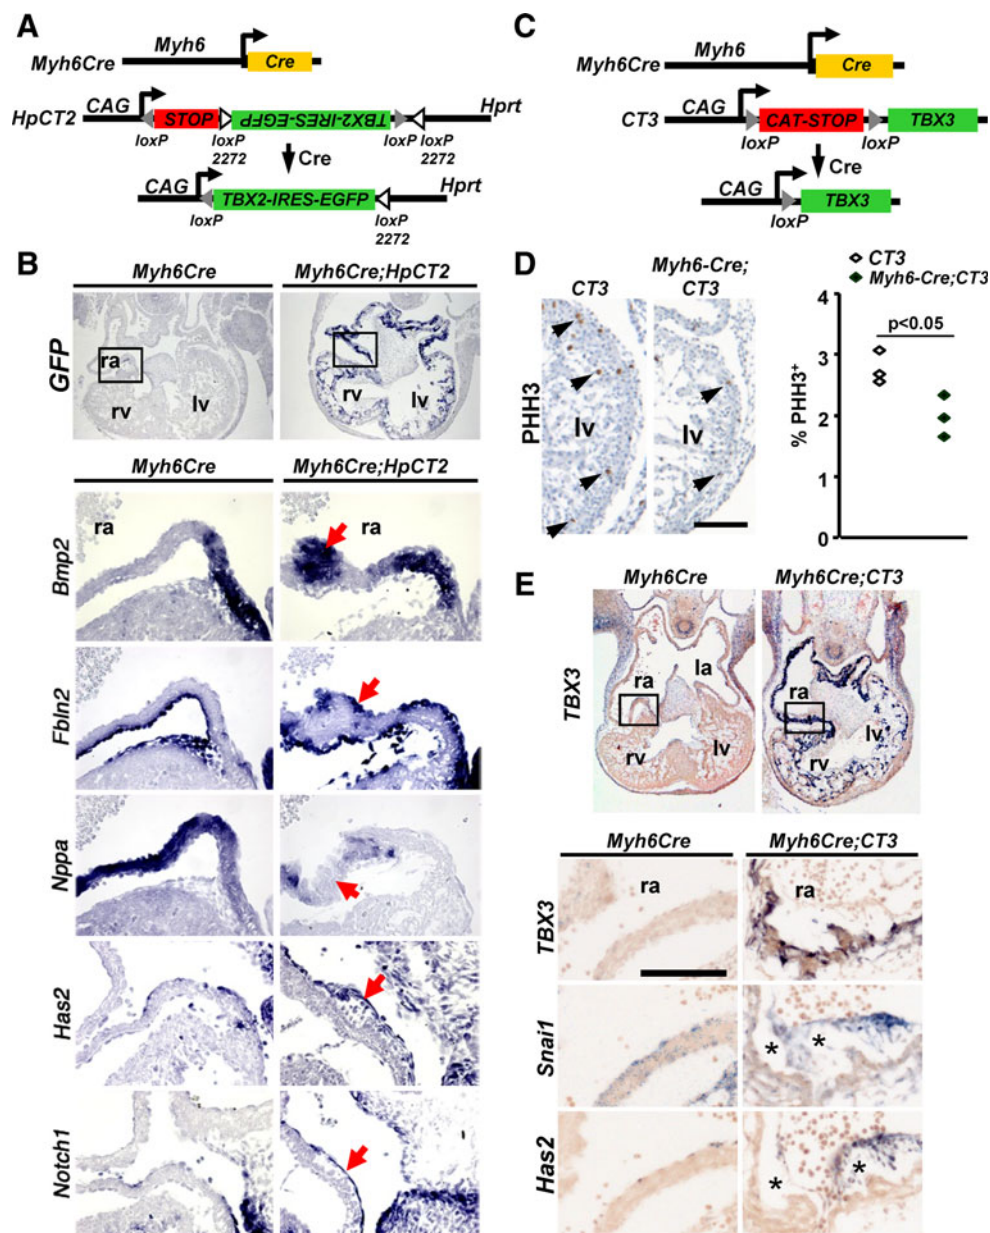 A
Myh6
Myh6Cre
Cre
CAG
HpCT2
STOP
TBX2-IRES-EGFP
Hprt
loxP
loxP
2272
loxP
loxP
2272
Cre
CAG
TBX2-IRES-EGFP
Hprt
loxP
loxP
2272
B
Myh6Cre
Myh6Cre;HpCT2
GFP
ra
rv
lv
rv
lv
Myh6Cre
Myh6Cre;HpCT2
Bmp2
ra
ra
Fbln2
Nppa
Has2
Notch1
C
Myh6
Myh6Cre
Cre
CAG
CT3
CAT-STOP
TBX3
loxP
loxP
Cre
CAG
TBX3
loxP
D
CT3
Myh6-Cre;
CT3
PHH3
lv
lv
CT3
Myh6-Cre;CT3
% PHH3+
4
3
2
1
0
p<0.05
E
Myh6Cre
Myh6Cre;CT3
TBX3
ra
la
rv
lv
ra
rv
lv
Myh6Cre
Myh6Cre;CT3
TBX3
ra
ra
Snai1
* *
Has2
* *